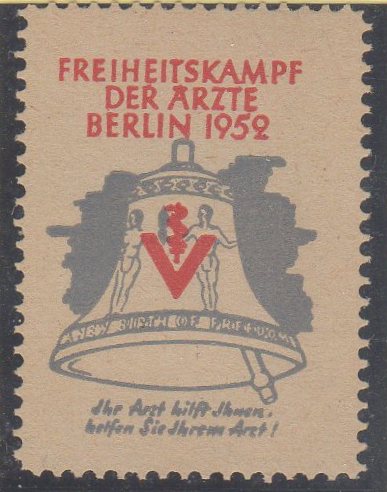 FREIHEITSKAMPF
DER ÄRZTE
BERLIN 1952
V
NEW BIRTH OF FREEDOM
Ihr Arzt hilft Ihnen,
helfen Sie Ihrem Arzt!